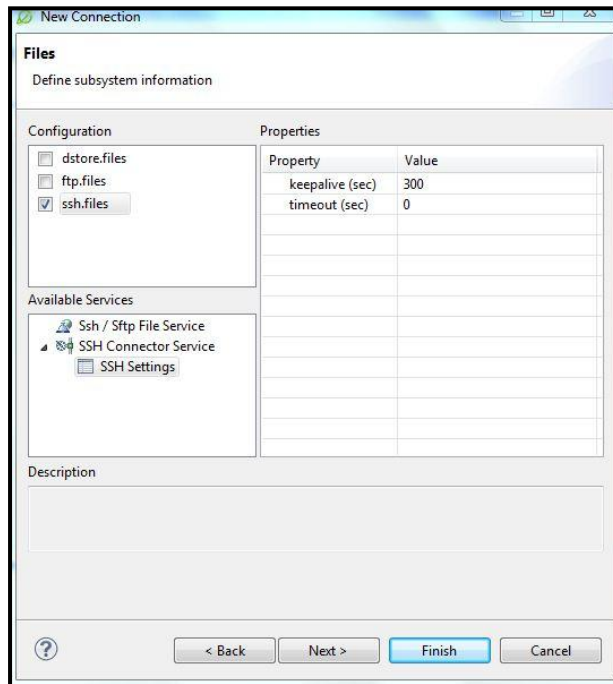 New Connection
Files
Define subsystem information
Configuration
dstore.files
ftp.files
ssh.files
Properties
Property Value
keepalive (sec) 300
timeout (sec) 0
Available Services
Ssh / Sftp File Service
SSH Connector Service
SSH Settings
Description
?
< Back Next > Finish Cancel